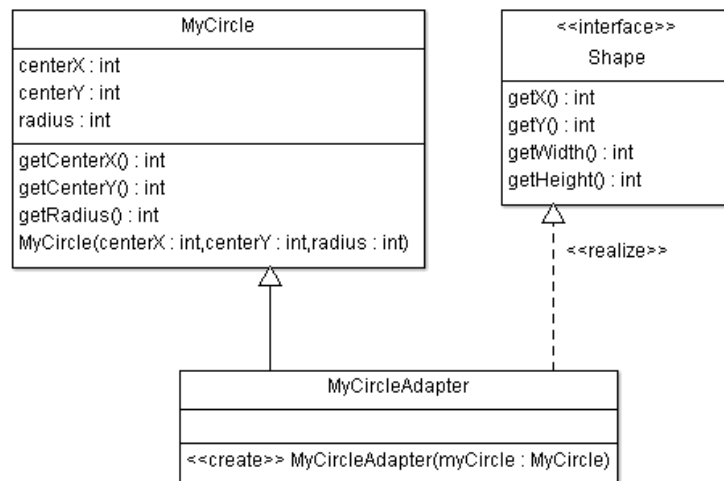 MyCircle
centerX : int
centerY : int
radius : int
getCenterX() : int
getCenterY() : int
getRadius() : int
MyCircle(centerX : int,centerY : int,radius : int)
<<interface>>
Shape
getX() : int
getY() : int
getWidth() : int
getHeight() : int
<<realize>>
MyCircleAdapter
<<create>> MyCircleAdapter(myCircle : MyCircle)